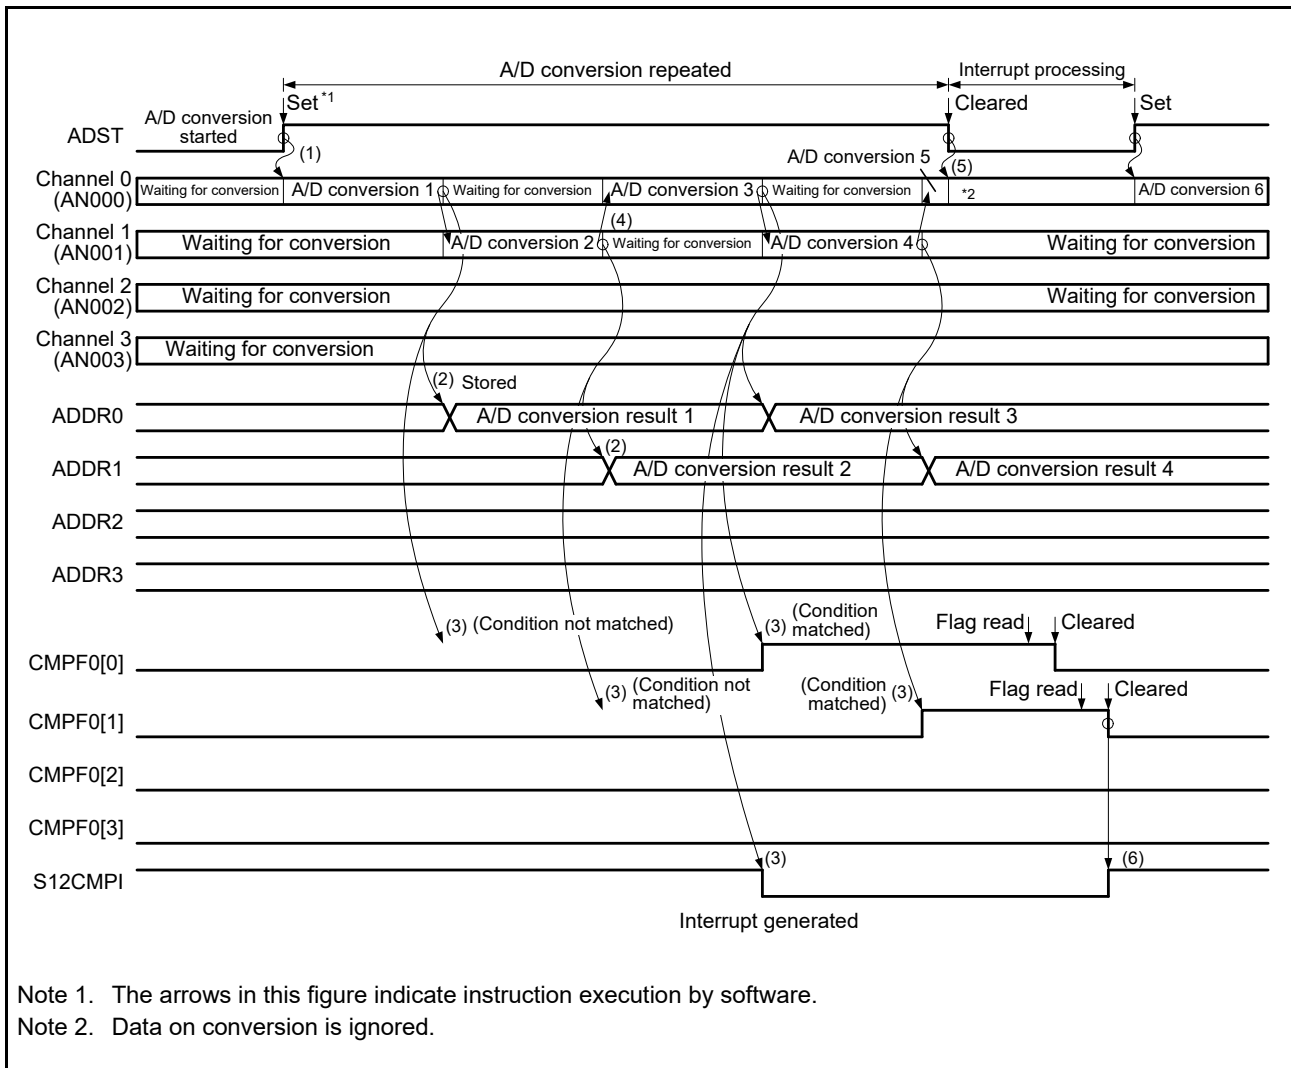 A/D conversion repeated
Interrupt processing
Set*1
Cleared
Set
A/D conversion
started
ADST
(1)
A/D conversion 5
(5)
Channel 0
(AN000)
Waiting for conversion
A/D conversion 1
Waiting for conversion
A/D conversion 3
Waiting for conversion
*2
A/D conversion 6
(4)
Channel 1
(AN001)
Waiting for conversion
A/D conversion 2
Waiting for conversion
A/D conversion 4
Waiting for conversion
Channel 2
(AN002)
Waiting for conversion
Waiting for conversion
Channel 3
(AN003)
Waiting for conversion
(2) Stored
ADDR0
A/D conversion result 1
A/D conversion result 3
(2)
ADDR1
A/D conversion result 2
A/D conversion result 4
ADDR2
ADDR3
(3) (Condition not matched)
(3) (Condition
matched)
Flag read
Cleared
CMPF0[0]
(3) (Condition not
matched)
(Condition
matched) (3)
Flag read
Cleared
CMPF0[1]
CMPF0[2]
CMPF0[3]
(3)
(6)
S12CMPI
Interrupt generated
Note 1. The arrows in this figure indicate instruction execution by software.
Note 2. Data on conversion is ignored.